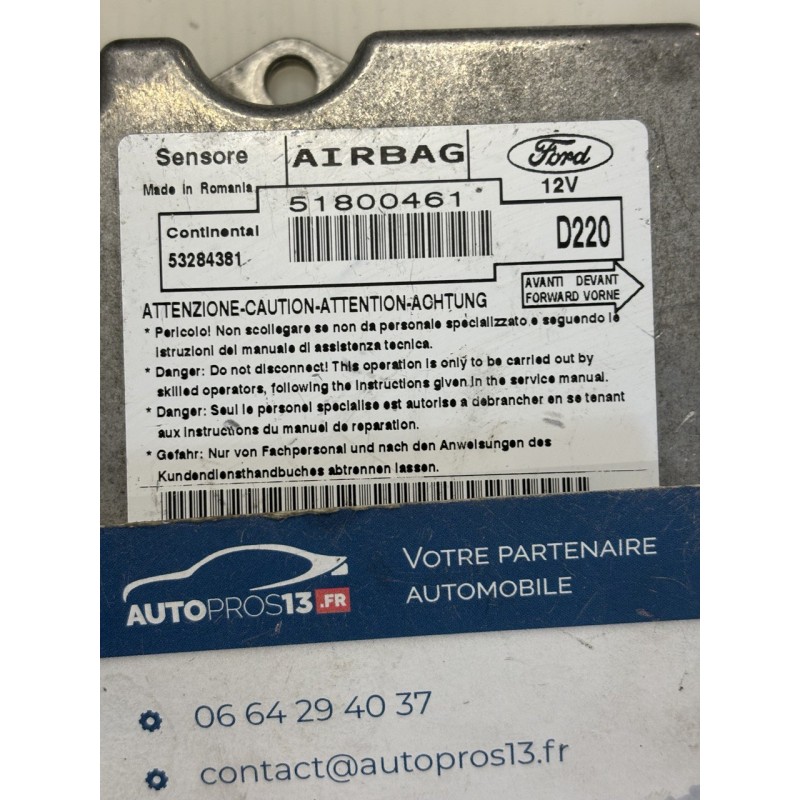 Sensore AIRBAG Ford
Made in Romania 12V
51800461
Continental D220
53284381
AVANTI DEVANT
FORWARD VORNE
ATTENZIONE-CAUTION-ATTENTION-ACHTUNG
* Pericolo! Non scollegare se non da personale specializzato e seguendo le
istruzioni del manuale di assistenza tecnica.
* Danger: Do not disconnect! This operation is only to be carried out by
skilled operators, following the instructions given in the service manual.
* Danger: Seul le personel specialise est autorise a debrancher en se tenant
aux instructions du manuel de reparation.
* Gefahr: Nur von Fachpersonal und nach den Anweisungen des
Kundendiensthandbuches abtrennen lassen.
VOTRE PARTENAIRE
AUTOMOBILE
AUTOPROS13.FR
06 64 29 40 37
contact@autopros13.fr